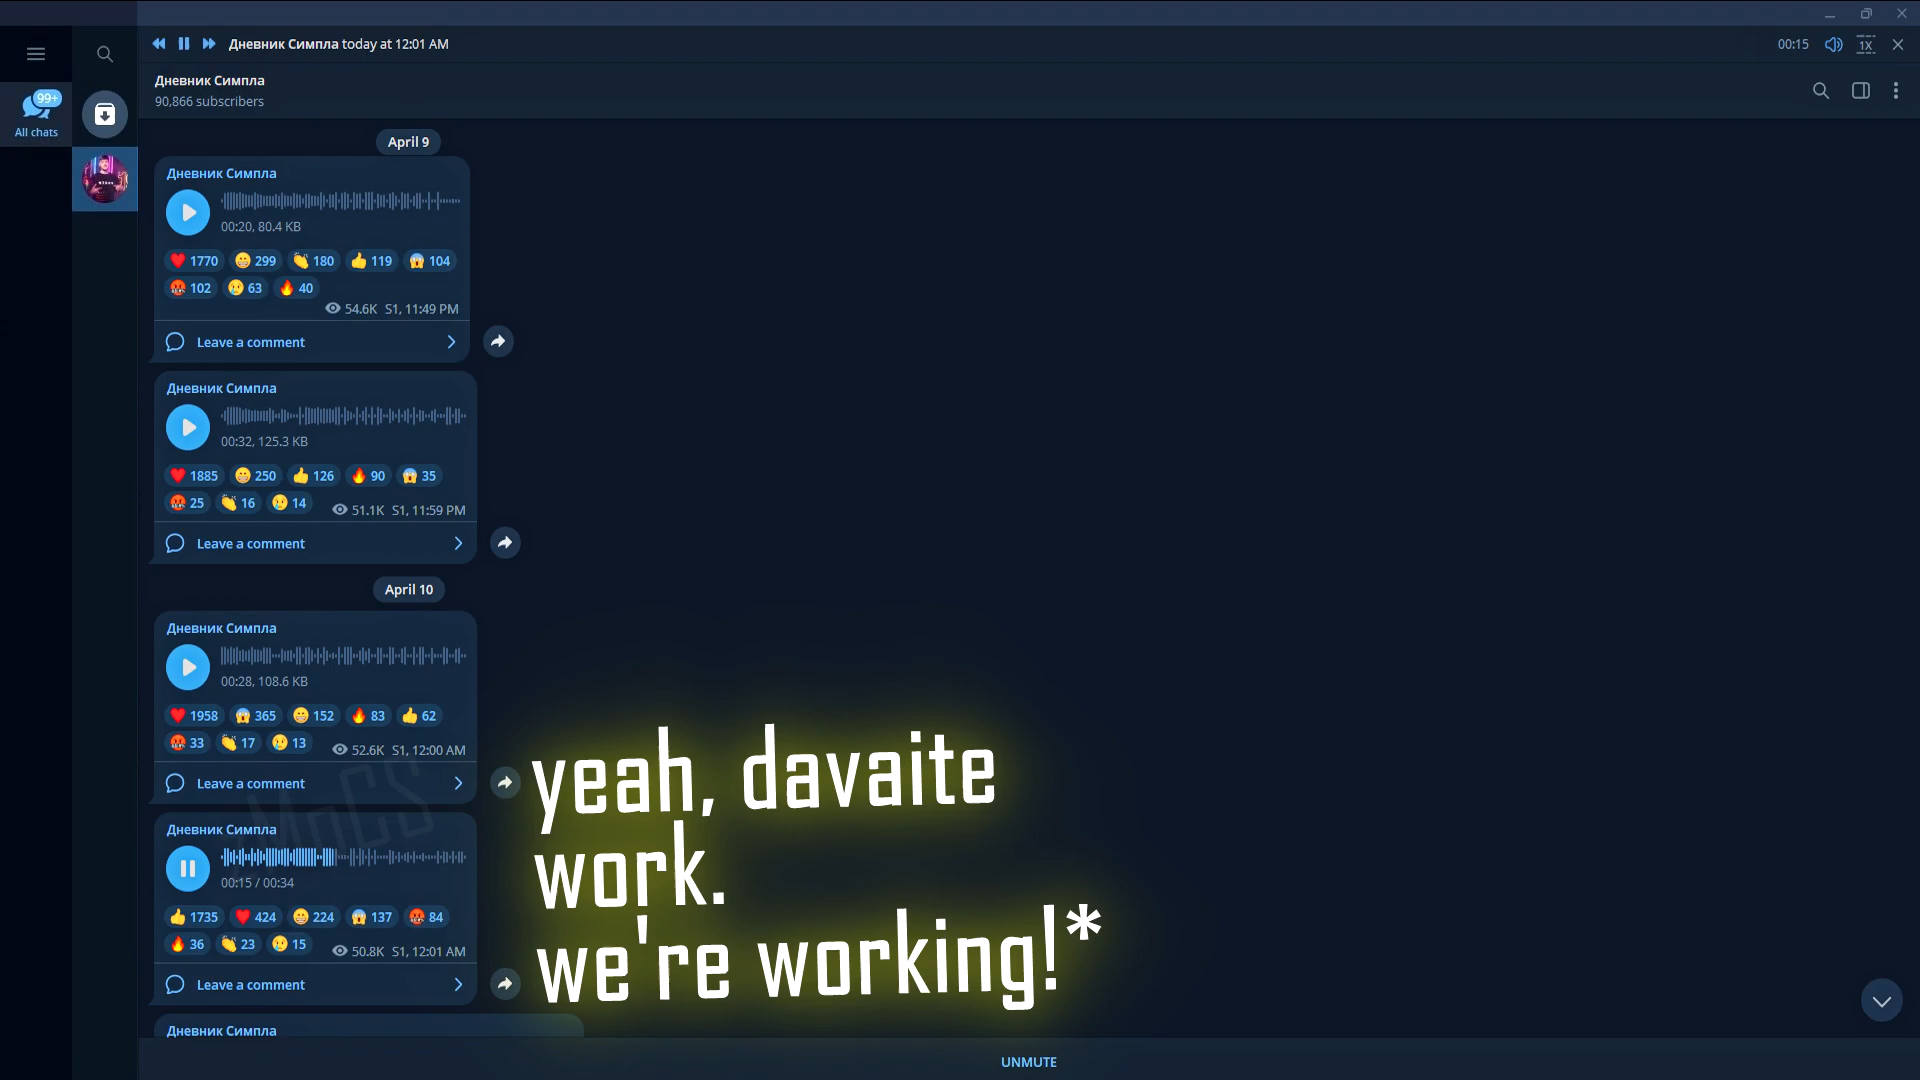 Дневник Симпла today at 12:01 AM
00:15
1X
Дневник Симпла
90,866 subscribers
99+
All chats
April 9
Дневник Симпла
00:20, 80.4 KB
1770 299 180 119 104
102 63 40
54.6K S1, 11:49 PM
Leave a comment
Дневник Симпла
00:32, 125.3 KB
1885 250 126 90 35
25 16 14
51.1K S1, 11:59 PM
Leave a comment
April 10
Дневник Симпла
00:28, 108.6 KB
1958 365 152 83 62
33 17 13
52.6K S1, 12:00 AM
Leave a comment
Дневник Симпла
00:15 / 00:34
1735 424 224 137 84
36 23 15
50.8K S1, 12:01 AM
Leave a comment
Дневник Симпла
yeah, davaite
work.
we're working!*
UNMUTE